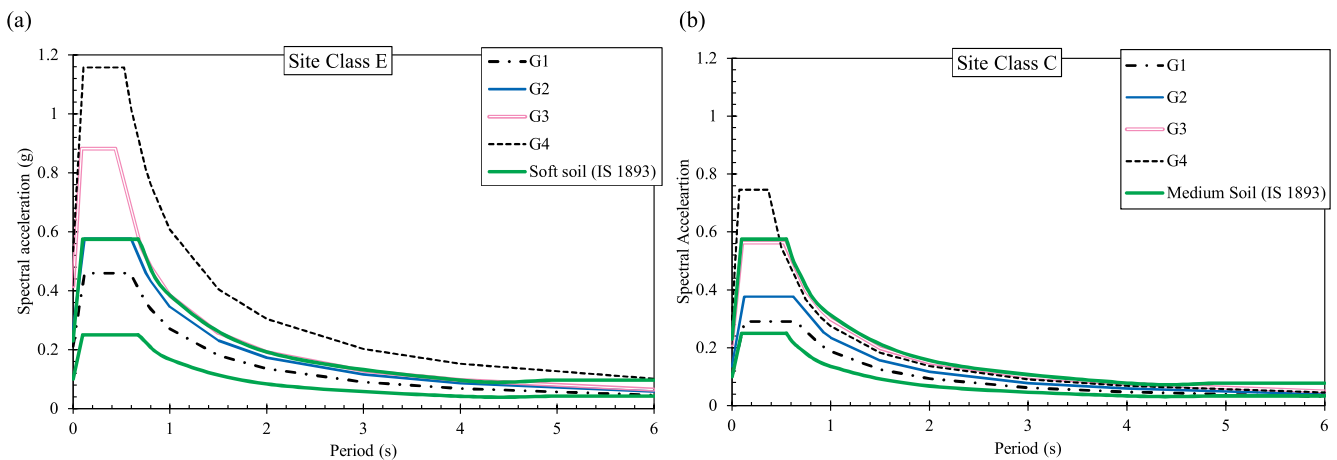 (a)
Site Class E
G1
G2
G3
G4
Soft soil (IS 1893)
Spectral acceleration (g)
1.2
1
0.8
0.6
0.4
0.2
0
0 1 2 3 4 5 6
Period (s)
(b)
Site Class C
G1
G2
G3
G4
Medium Soil (IS 1893)
Spectral Acceleartion
1.2
1
0.8
0.6
0.4
0.2
0
0 1 2 3 4 5 6
Period (s)